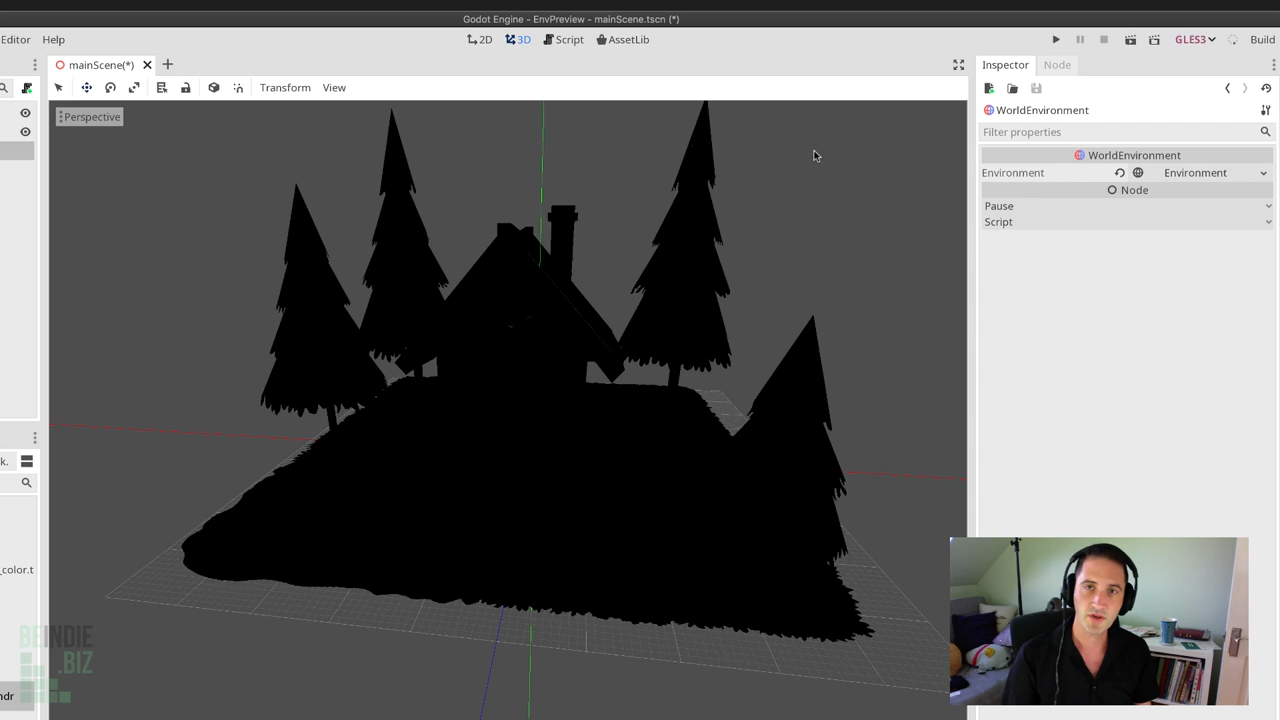 Godot Engine - EnvPreview - mainScene.tscn (*)
Editor Help
2D 3D Script AssetLib
GLES3 Build
mainScene(*)
Inspector Node
Transform View
Perspective
WorldEnvironment
Filter properties
WorldEnvironment
Environment Environment
Node
Pause
Script
k.
_color.t
BEINDIE
.BIZ
ndr